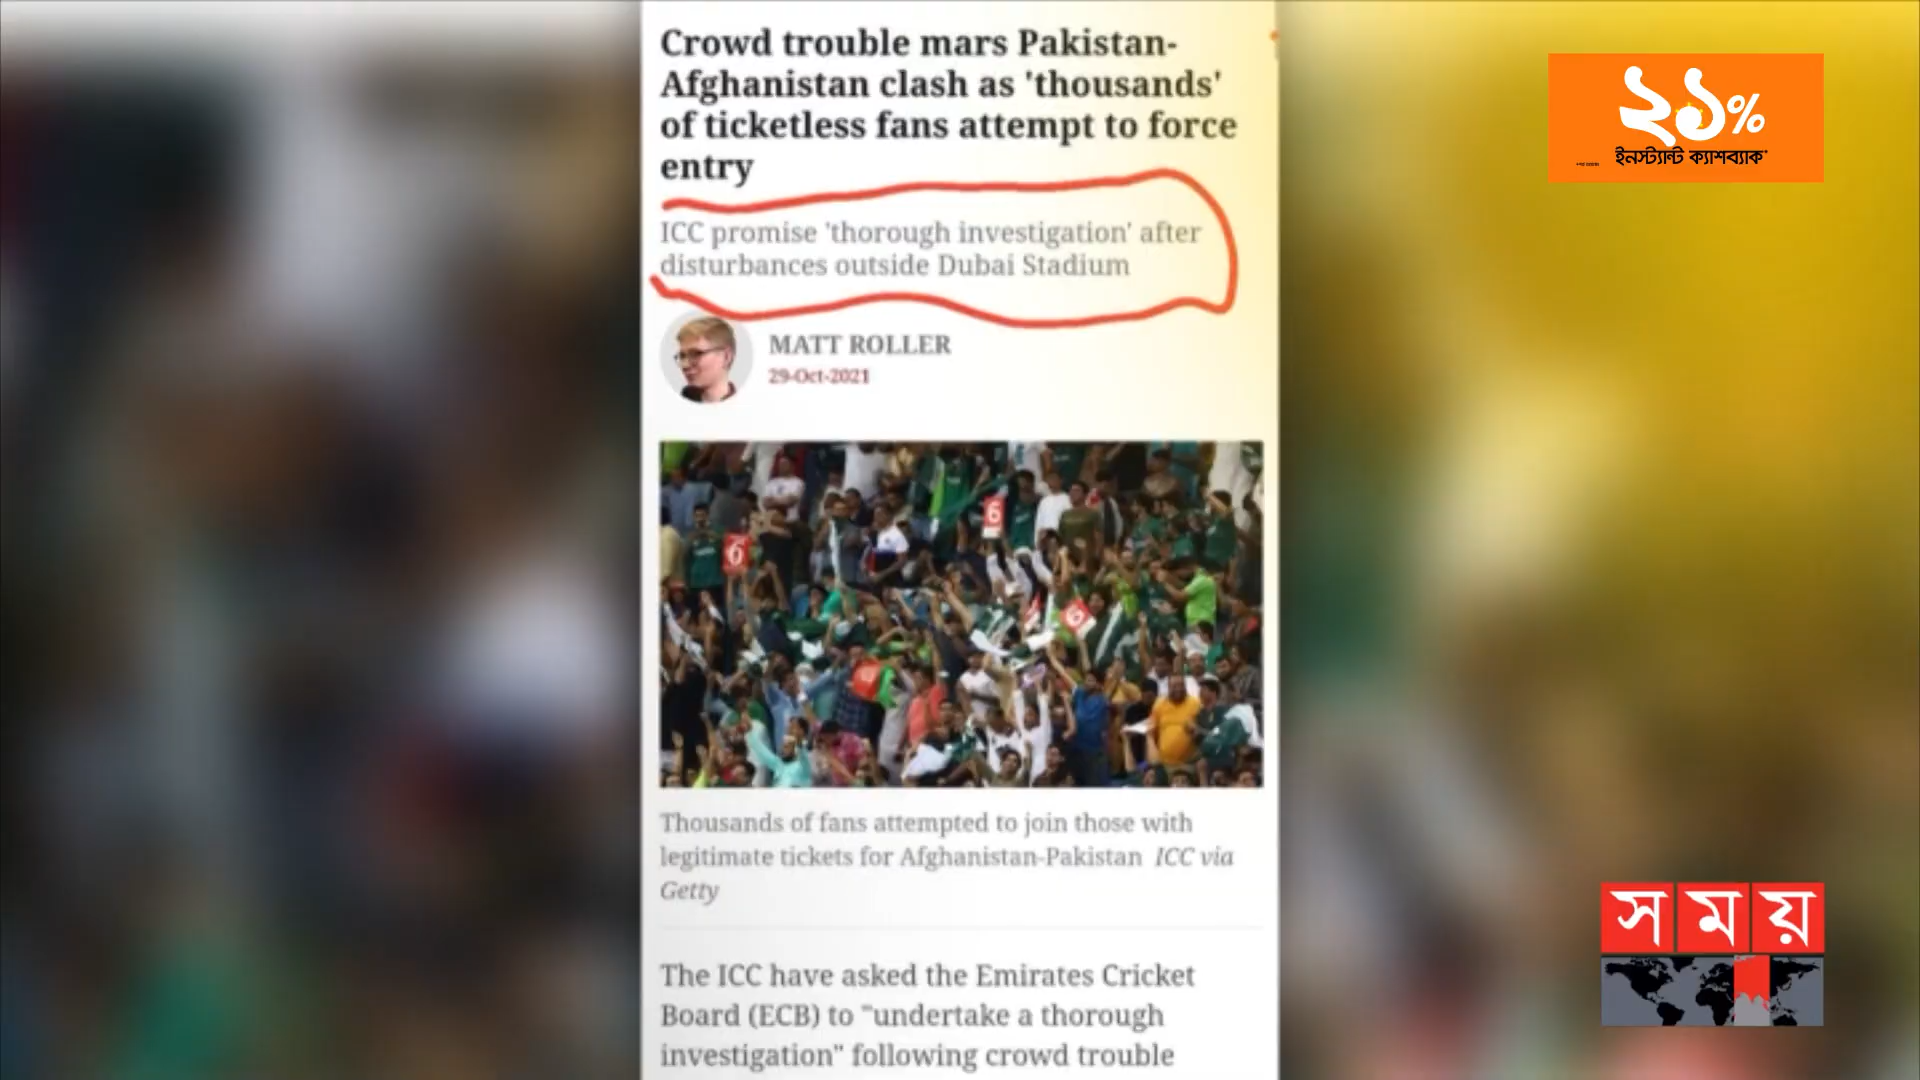 Crowd trouble mars Pakistan-
Afghanistan clash as 'thousands'
of ticketless fans attempt to force
entry
ICC promise 'thorough investigation' after
disturbances outside Dubai Stadium
MATT ROLLER
29-Oct-2021
6
6
6
Thousands of fans attempted to join those with
legitimate tickets for Afghanistan-Pakistan ICC via
Getty
The ICC have asked the Emirates Cricket
Board (ECB) to "undertake a thorough
investigation" following crowd trouble
২১%
ইনস্ট্যান্ট ক্যাশব্যাক*
সময়